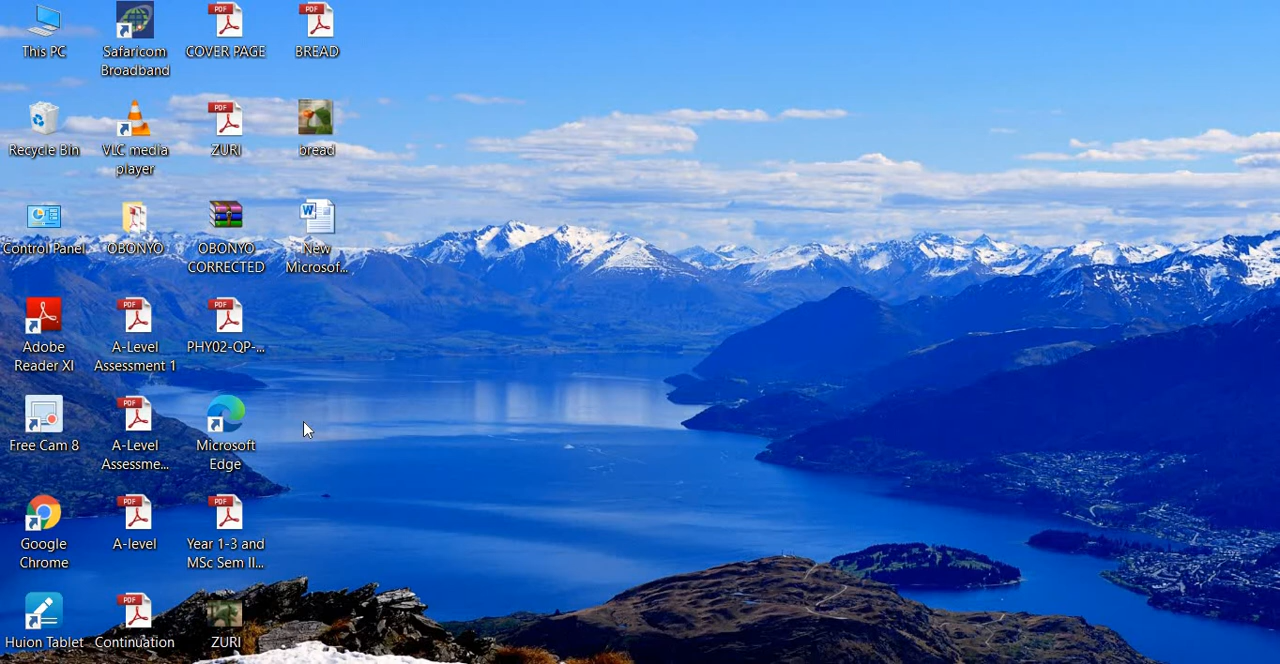 This PC
Safaricom
Broadband
COVER PAGE
BREAD
Recycle Bin
VLC media
player
ZURI
bread
Control Panel
OBONYO
OBONYO
CORRECTED
New
Microsof...
Adobe
Reader XI
A-Level
Assessment 1
PHY02-QP-...
Free Cam 8
A-Level
Assessme...
Microsoft
Edge
Google
Chrome
A-level
Year 1-3 and
MSc Sem II...
Huion Tablet
Continuation
ZURI